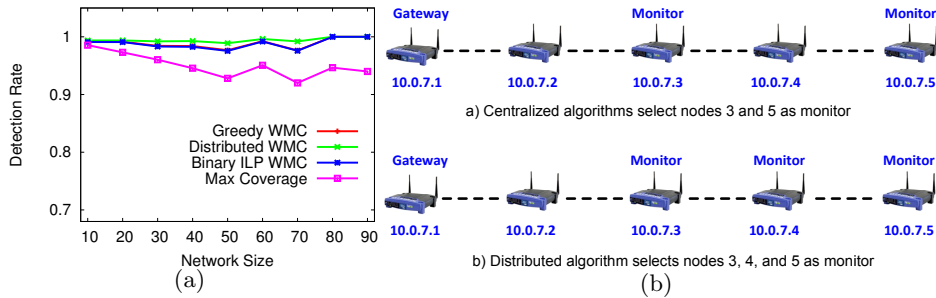 Detection Rate
1
0.9
0.8
0.7
Greedy WMC
Distributed WMC
Binary ILP WMC
Max Coverage
10 20 30 40 50 60 70 80 90
Network Size
(a)
Gateway Monitor Monitor
10.0.7.1 10.0.7.2 10.0.7.3 10.0.7.4 10.0.7.5
a) Centralized algorithms select nodes 3 and 5 as monitor
Gateway Monitor Monitor Monitor
10.0.7.1 10.0.7.2 10.0.7.3 10.0.7.4 10.0.7.5
b) Distributed algorithm selects nodes 3, 4, and 5 as monitor
(b)